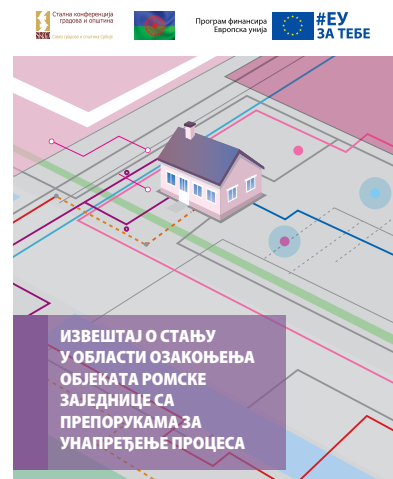 Стална конференција
градова и општина
Савез градова и општина Србије
Програм финансира
Европска унија
#ЕУ
ЗА ТЕБЕ
ИЗВЕШТАЈ О СТАЊУ
У ОБЛАСТИ ОЗАКОЊЕЊА
ОБЈЕКАТА РОМСКЕ
ЗАЈЕДНИЦЕ СА
ПРЕПОРУКАМА ЗА
УНАПРЕЂЕЊЕ ПРОЦЕСА